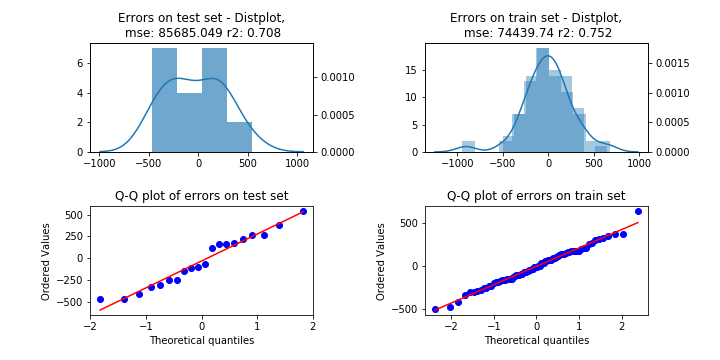 Errors on test set - Distplot,
mse: 85685.049 r2: 0.708
6
4
2
0
0.0010
0.0005
0.0000
−1000 −500 0 500 1000
Errors on train set - Distplot,
mse: 74439.74 r2: 0.752
15
10
5
0
0.0015
0.0010
0.0005
0.0000
−1000 −500 0 500 1000
Q-Q plot of errors on test set
Ordered Values
500
250
0
−250
−500
−2 −1 0 1 2
Theoretical quantiles
Q-Q plot of errors on train set
Ordered Values
500
0
−500
−2 −1 0 1 2
Theoretical quantiles